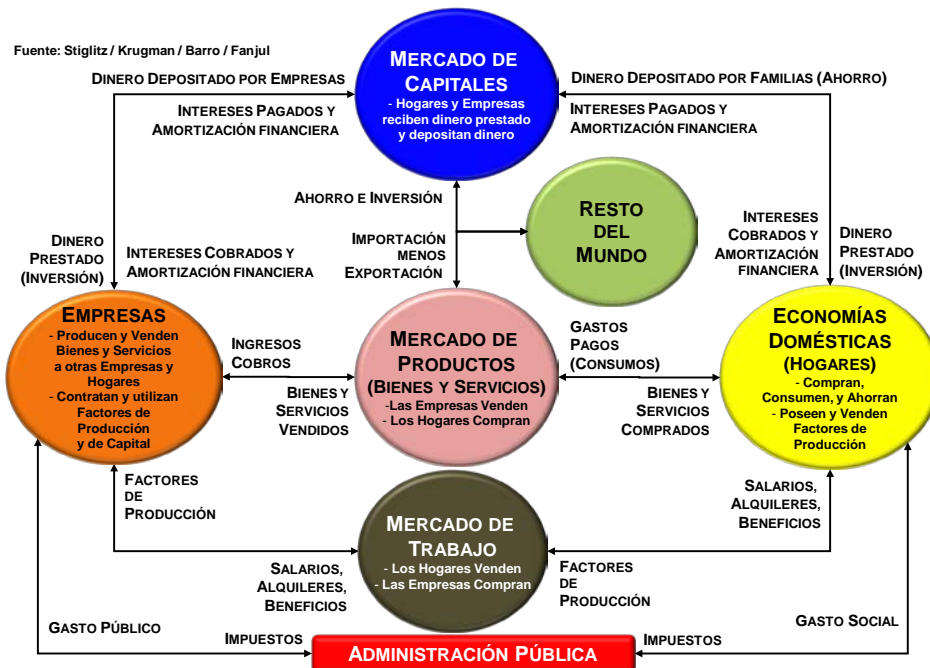 Fuente: Stiglitz / Krugman / Barro / Fanjul
MERCADO DE
CAPITALES
- Hogares y Empresas
reciben dinero prestado
y depositan dinero
DINERO DEPOSITADO POR EMPRESAS
INTERESES PAGADOS Y
AMORTIZACIÓN FINANCIERA
DINERO DEPOSITADO POR FAMILIAS (AHORRO)
INTERESES PAGADOS Y
AMORTIZACIÓN FINANCIERA
AHORRO E INVERSIÓN
IMPORTACIÓN
MENOS
EXPORTACIÓN
RESTO
DEL
MUNDO
DINERO
PRESTADO
(INVERSIÓN)
INTERESES COBRADOS Y
AMORTIZACIÓN FINANCIERA
INTERESES
COBRADOS Y
AMORTIZACIÓN
FINANCIERA
DINERO
PRESTADO
(INVERSIÓN)
EMPRESAS
- Producen y Venden
Bienes y Servicios
a otras Empresas y
Hogares
- Contratan y utilizan
Factores de
Producción
y de Capital
INGRESOS
COBROS
BIENES Y
SERVICIOS
VENDIDOS
MERCADO DE
PRODUCTOS
(BIENES Y SERVICIOS)
-Las Empresas Venden
- Los Hogares Compran
GASTOS
PAGOS
(CONSUMOS)
BIENES Y
SERVICIOS
COMPRADOS
ECONOMÍAS
DOMÉSTICAS
(HOGARES)
- Compran,
Consumen, y Ahorran
- Poseen y Venden
Factores de
Producción
FACTORES
DE
PRODUCCIÓN
SALARIOS,
ALQUILERES,
BENEFICIOS
MERCADO DE
TRABAJO
- Los Hogares Venden
- Las Empresas Compran
FACTORES
DE
PRODUCCIÓN
SALARIOS,
ALQUILERES,
BENEFICIOS
GASTO PÚBLICO
IMPUESTOS
ADMINISTRACIÓN PÚBLICA
IMPUESTOS
GASTO SOCIAL